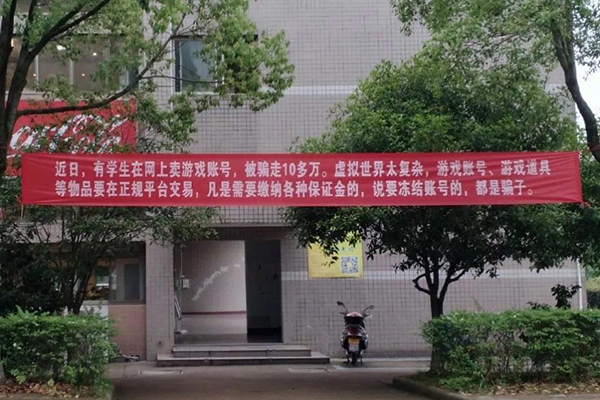 近日，有学生在网上卖游戏账号，被骗走10多万。虚拟世界太复杂，游戏账号、游戏道具
等物品要在正规平台交易，凡是需要缴纳各种保证金的，说要冻结账号的，都是骗子。